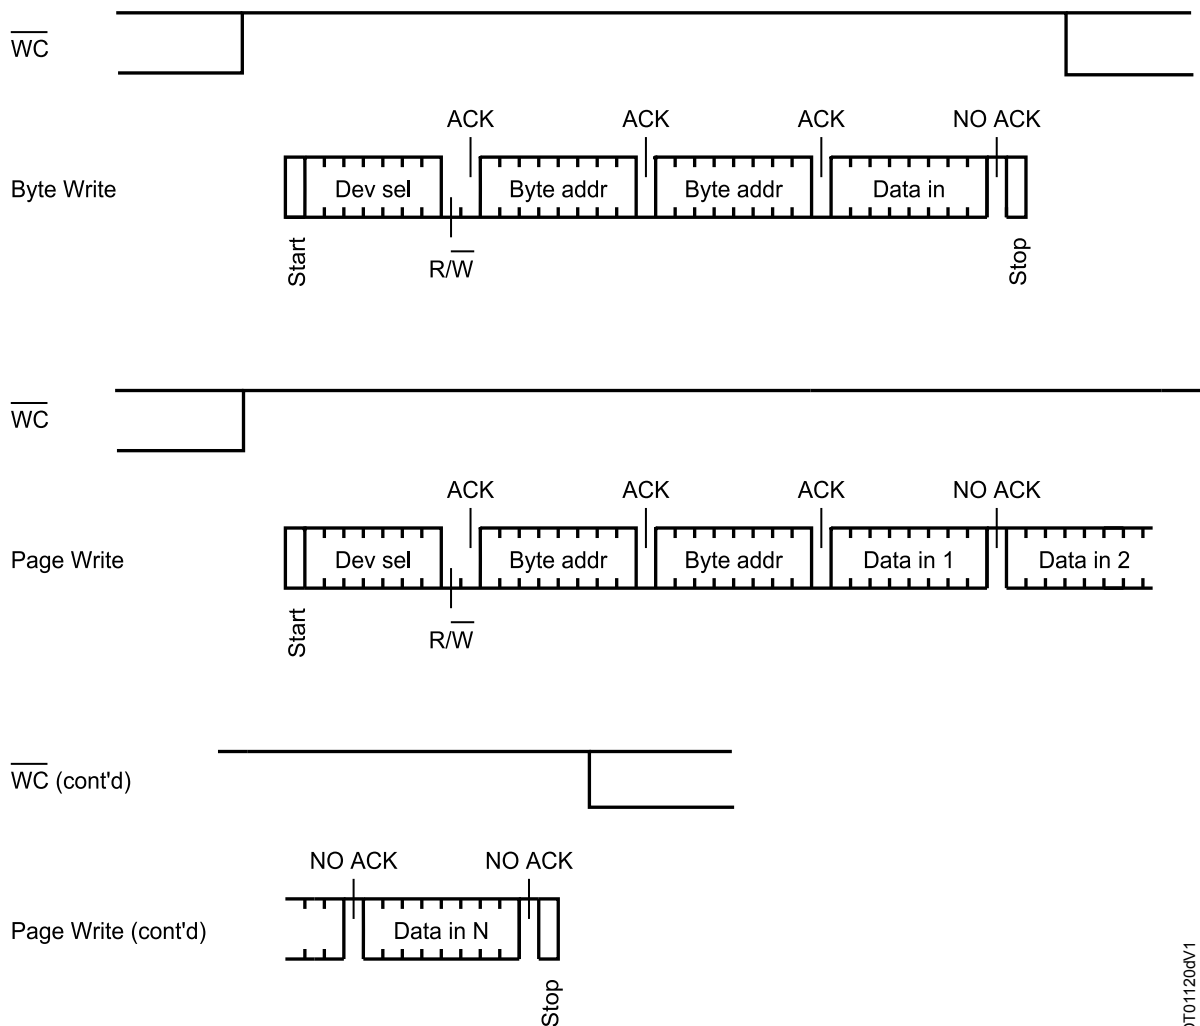 WC
ACK ACK ACK NO ACK
Byte Write Dev sel Byte addr Byte addr Data in
Start R/W Stop
WC
ACK ACK ACK NO ACK
Page Write Dev sel Byte addr Byte addr Data in 1 Data in 2
Start R/W
WC (cont'd)
NO ACK NO ACK
Page Write (cont'd) Data in N
Stop